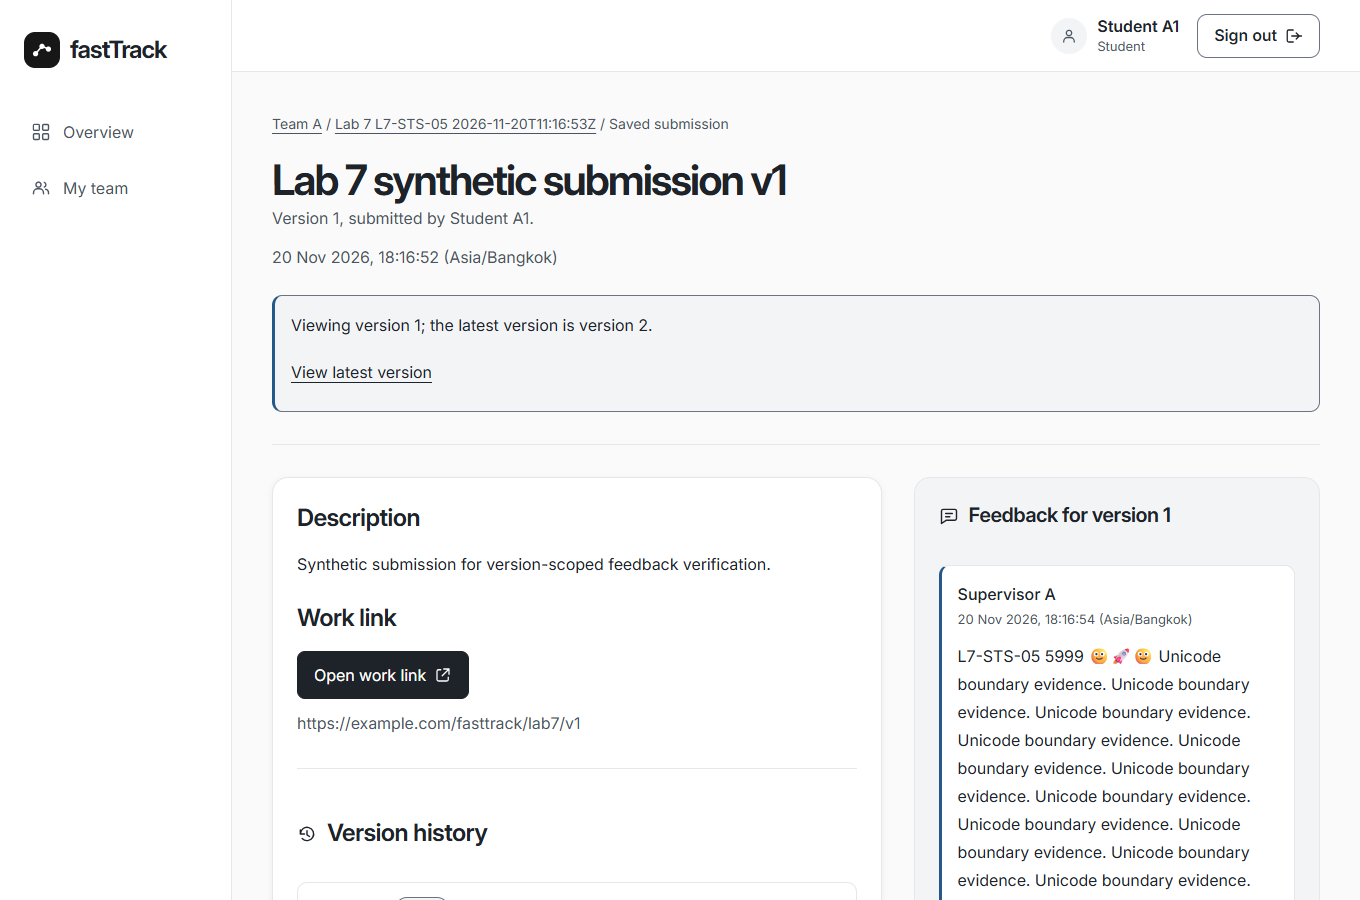 fastTrack
Overview
My team
Student A1
Student
Sign out
Team A / Lab 7 L7-STS-05 2026-11-20T11:16:53Z / Saved submission
Lab 7 synthetic submission v1
Version 1, submitted by Student A1.
20 Nov 2026, 18:16:52 (Asia/Bangkok)
Viewing version 1; the latest version is version 2.
View latest version
Description
Synthetic submission for version-scoped feedback verification.
Work link
Open work link
https://example.com/fasttrack/lab7/v1
Version history
Feedback for version 1
Supervisor A
20 Nov 2026, 18:16:54 (Asia/Bangkok)
L7-STS-05 5999 🙂🚀🙂 Unicode
boundary evidence. Unicode boundary
evidence. Unicode boundary evidence.
Unicode boundary evidence. Unicode
boundary evidence. Unicode boundary
evidence. Unicode boundary evidence.
Unicode boundary evidence. Unicode
boundary evidence. Unicode boundary
evidence. Unicode boundary evidence.